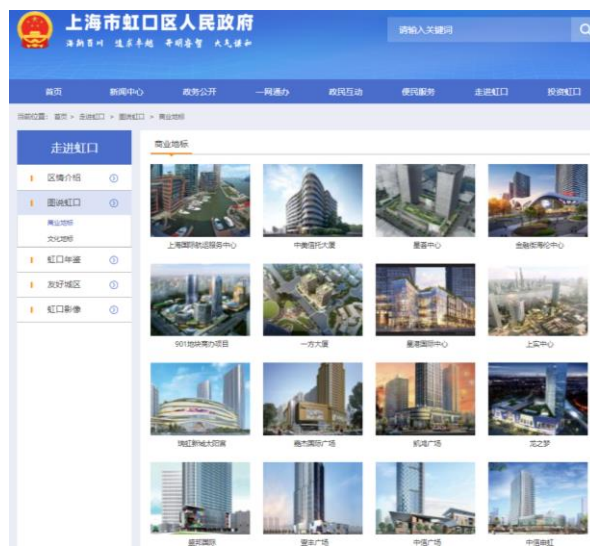 上海市虹口区人民政府
海纳百川 追求卓越 开明睿智 大气谦和
请输入关键词
首页 新闻中心 政务公开 一网通办 政民互动 便民服务 走进虹口 投资虹口
当前位置: 首页 > 走进虹口 > 图说虹口 > 商业地标
走进虹口
区情介绍
图说虹口
商业地标
文化地标
虹口年鉴
友好城区
虹口影像
商业地标
上海国际航运服务中心 中美信托大厦 星荟中心 金融街海伦中心
901地块商办项目 一方大厦 星港国际中心 上实中心
瑞虹新城太阳宫 嘉杰国际广场 凯鸿广场 龙之梦
盛邦国际 壹丰广场 中信广场 中信泰虹